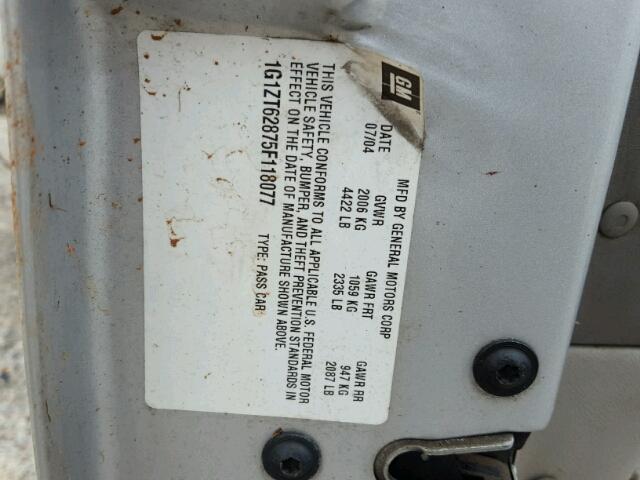 GM
MFD BY GENERAL MOTORS CORP
DATE GVWR GAWR FRT GAWR RR
07/04 2006 KG 1059 KG 947 KG
4422 LB 2335 LB 2087 LB
THIS VEHICLE CONFORMS TO ALL APPLICABLE U.S. FEDERAL MOTOR
VEHICLE SAFETY, BUMPER, AND THEFT PREVENTION STANDARDS IN
EFFECT ON THE DATE OF MANUFACTURE SHOWN ABOVE.
1G1ZT62875F118077 TYPE: PASS CAR